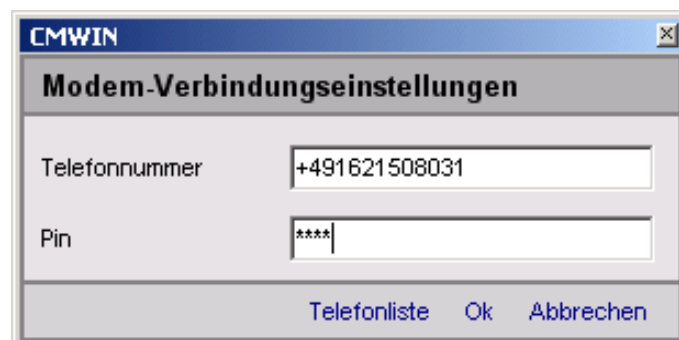 CMWIN
Modem-Verbindungseinstellungen
Telefonnummer +491621508031
Pin ****
Telefonliste Ok Abbrechen